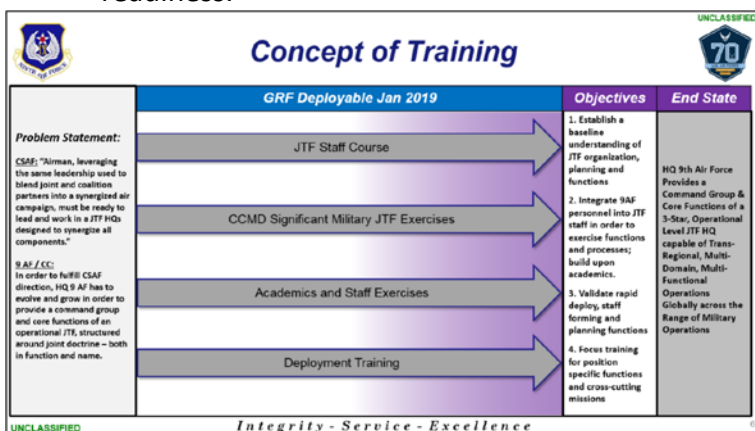 readiness.
UNCLASSIFIED
NINTH AIR FORCE
Concept of Training
70
GRF Deployable Jan 2019
Objectives
End State
Problem Statement:
CSAF: "Airman, leveraging
the same leadership used to
blend joint and coalition
partners into a synergized air
campaign, must be ready to
lead and work in a JTF HQs
designed to synergize all
components."
9 AF / CC:
In order to fulfill CSAF
direction, HQ 9 AF has to
evolve and grow in order to
provide a command group
and core functions of an
operational JTF, structured
around joint doctrine – both
in function and name.
JTF Staff Course
CCMD Significant Military JTF Exercises
Academics and Staff Exercises
Deployment Training
1. Establish a
baseline
understanding of
JTF organization,
planning and
functions
2. Integrate 9AF
personnel into JTF
staff in order to
exercise functions
and processes;
build upon
academics.
3. Validate rapid
deploy, staff
forming and
planning functions
4. Focus training
for position
specific functions
and cross-cutting
missions
HQ 9th Air Force
Provides a
Command Group &
Core Functions of a
3-Star, Operational
Level JTF HQ
capable of Trans-
Regional, Multi-
Domain, Multi-
Functional
Operations
Globally across the
Range of Military
Operations
UNCLASSIFIED
Integrity - Service - Excellence